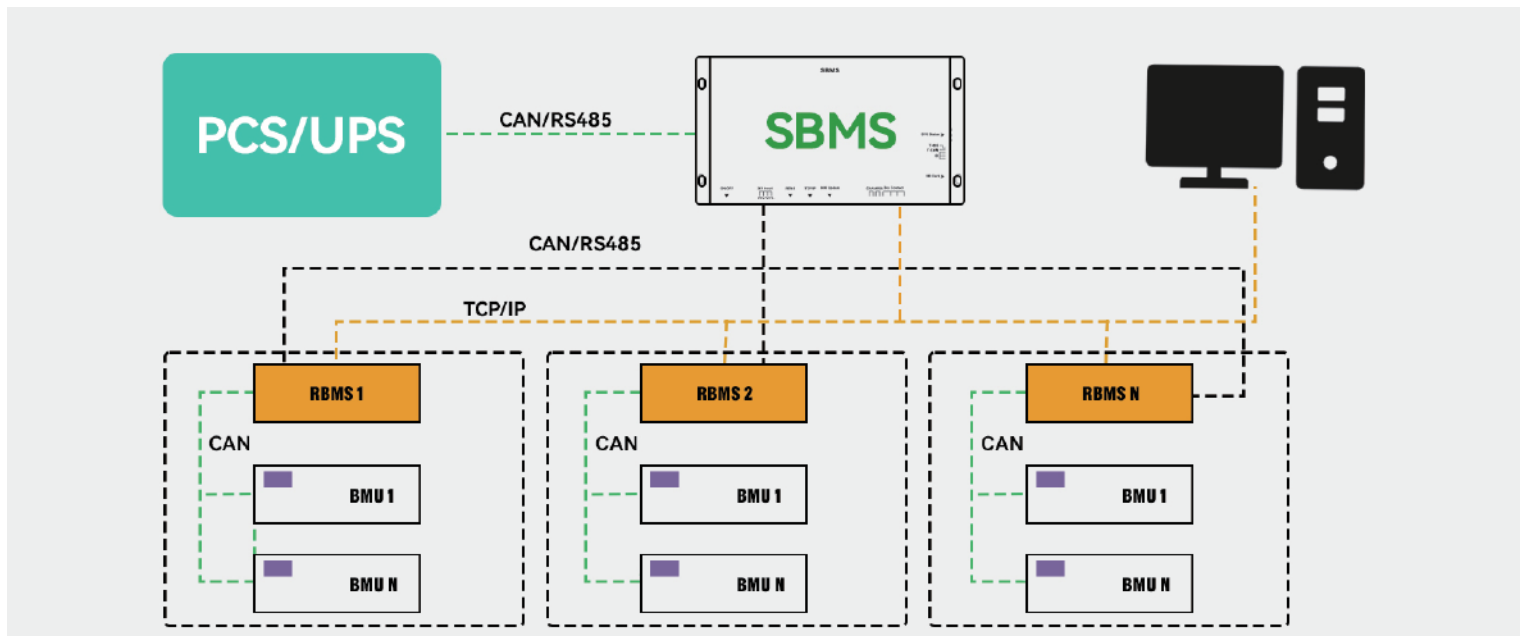 PCS/UPS
CAN/RS485
SBMS
SBMS
CAN/RS485
TCP/IP
RBMS 1
RBMS 2
RBMS N
CAN
CAN
CAN
BMU 1
BMU 1
BMU 1
BMU N
BMU N
BMU N